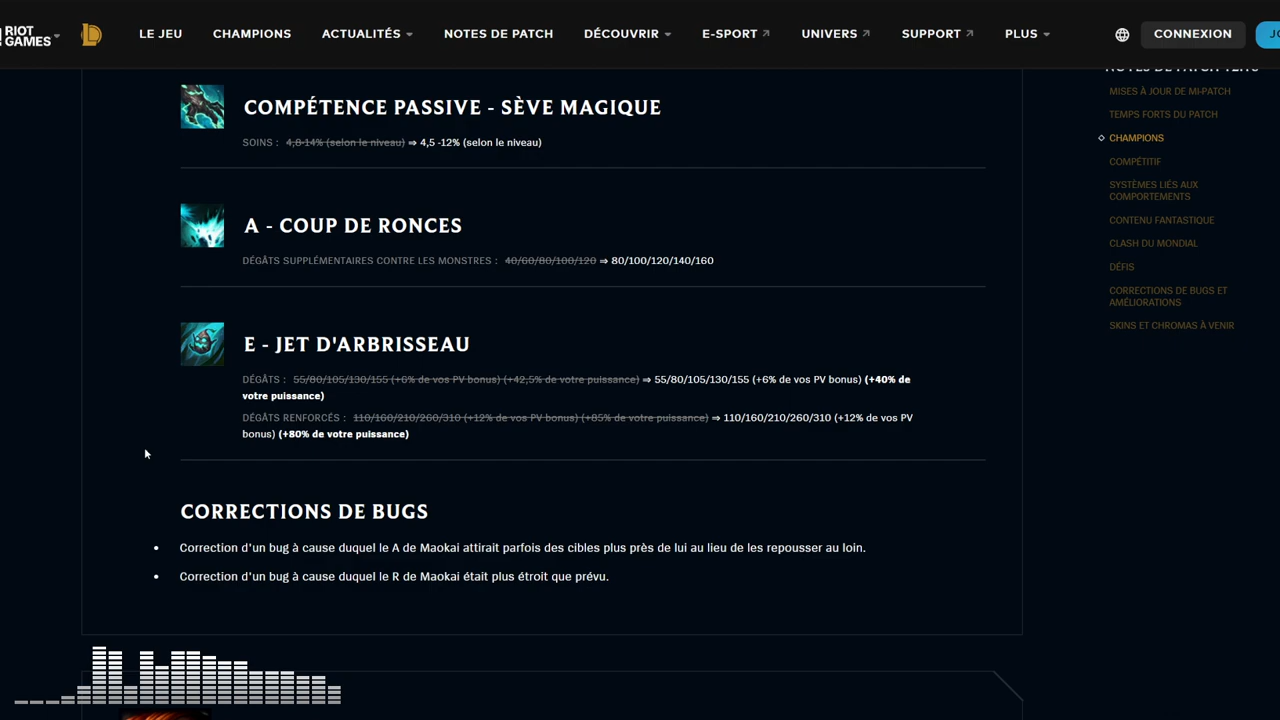 RIOT
GAMES
LE JEU
CHAMPIONS
ACTUALITÉS
NOTES DE PATCH
DÉCOUVRIR
E-SPORT
UNIVERS
SUPPORT
PLUS
CONNEXION
COMPÉTENCE PASSIVE - SÈVE MAGIQUE
SOINS : 4,8-14% (selon le niveau) ⇒ 4,5 -12% (selon le niveau)
A - COUP DE RONCES
DÉGÂTS SUPPLÉMENTAIRES CONTRE LES MONSTRES : 40/60/80/100/120 ⇒ 80/100/120/140/160
E - JET D'ARBRISSEAU
DÉGÂTS : 55/80/105/130/155 (+6% de vos PV bonus) (+42,5% de votre puissance) ⇒ 55/80/105/130/155 (+6% de vos PV bonus) (+40% de
votre puissance)
DÉGÂTS RENFORCÉS : 110/160/210/260/310 (+12% de vos PV bonus) (+85% de votre puissance) ⇒ 110/160/210/260/310 (+12% de vos PV
bonus) (+80% de votre puissance)
CORRECTIONS DE BUGS
• Correction d'un bug à cause duquel le A de Maokai attirait parfois des cibles plus près de lui au lieu de les repousser au loin.
• Correction d'un bug à cause duquel le R de Maokai était plus étroit que prévu.
MISES À JOUR DE MI-PATCH
TEMPS FORTS DU PATCH
CHAMPIONS
COMPÉTITIF
SYSTÈMES LIÉS AUX
COMPORTEMENTS
CONTENU FANTASTIQUE
CLASH DU MONDIAL
DÉFIS
CORRECTIONS DE BUGS ET
AMÉLIORATIONS
SKINS ET CHROMAS À VENIR